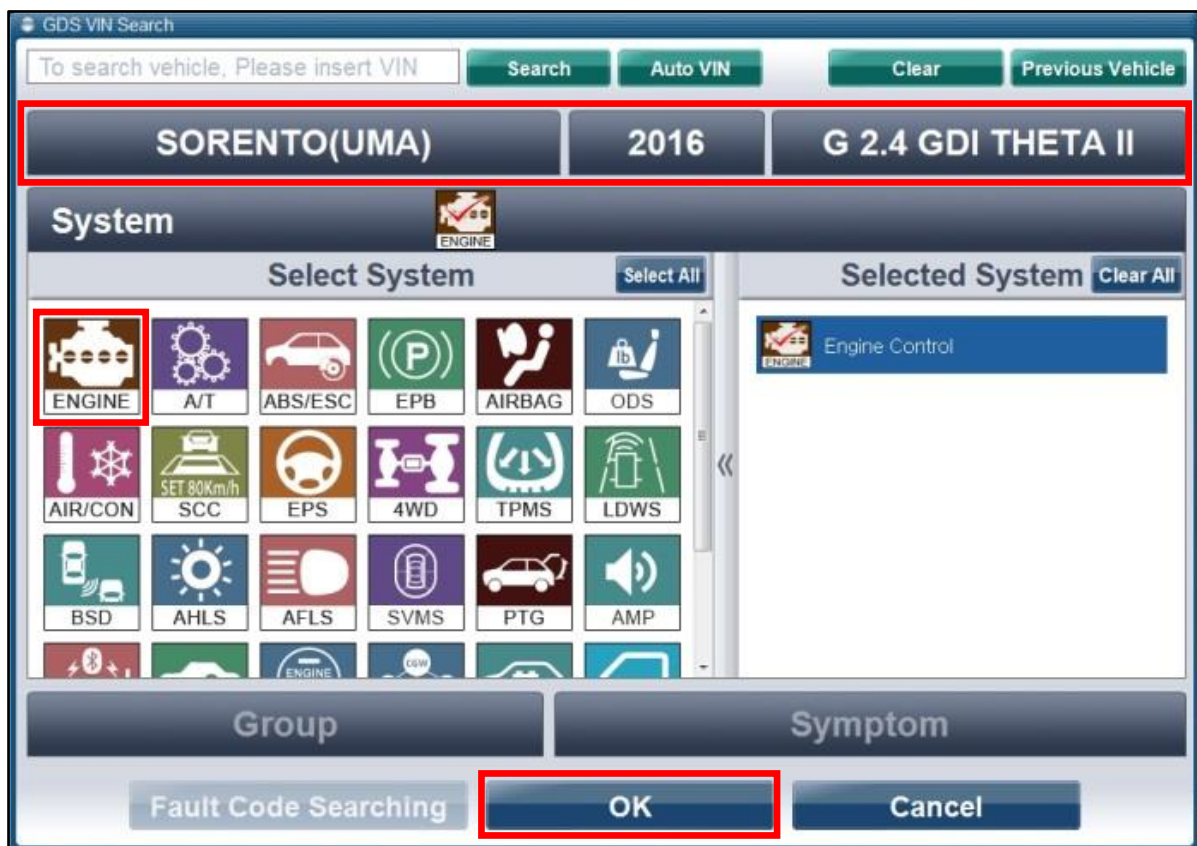 GDS VIN Search
To search vehicle, Please insert VIN Search Auto VIN Clear Previous Vehicle
SORENTO(UMA) 2016 G 2.4 GDI THETA II
System ENGINE
Select System Select All Selected System Clear All
ENGINE Engine Control
lb
ENGINE A/T ABS/ESC EPB AIRBAG ODS
SET 80Km/h
AIR/CON SCC EPS 4WD TPMS LDWS
BSD AHLS AFLS SVMS PTG AMP
ENGINE CGW
Group Symptom
Fault Code Searching OK Cancel